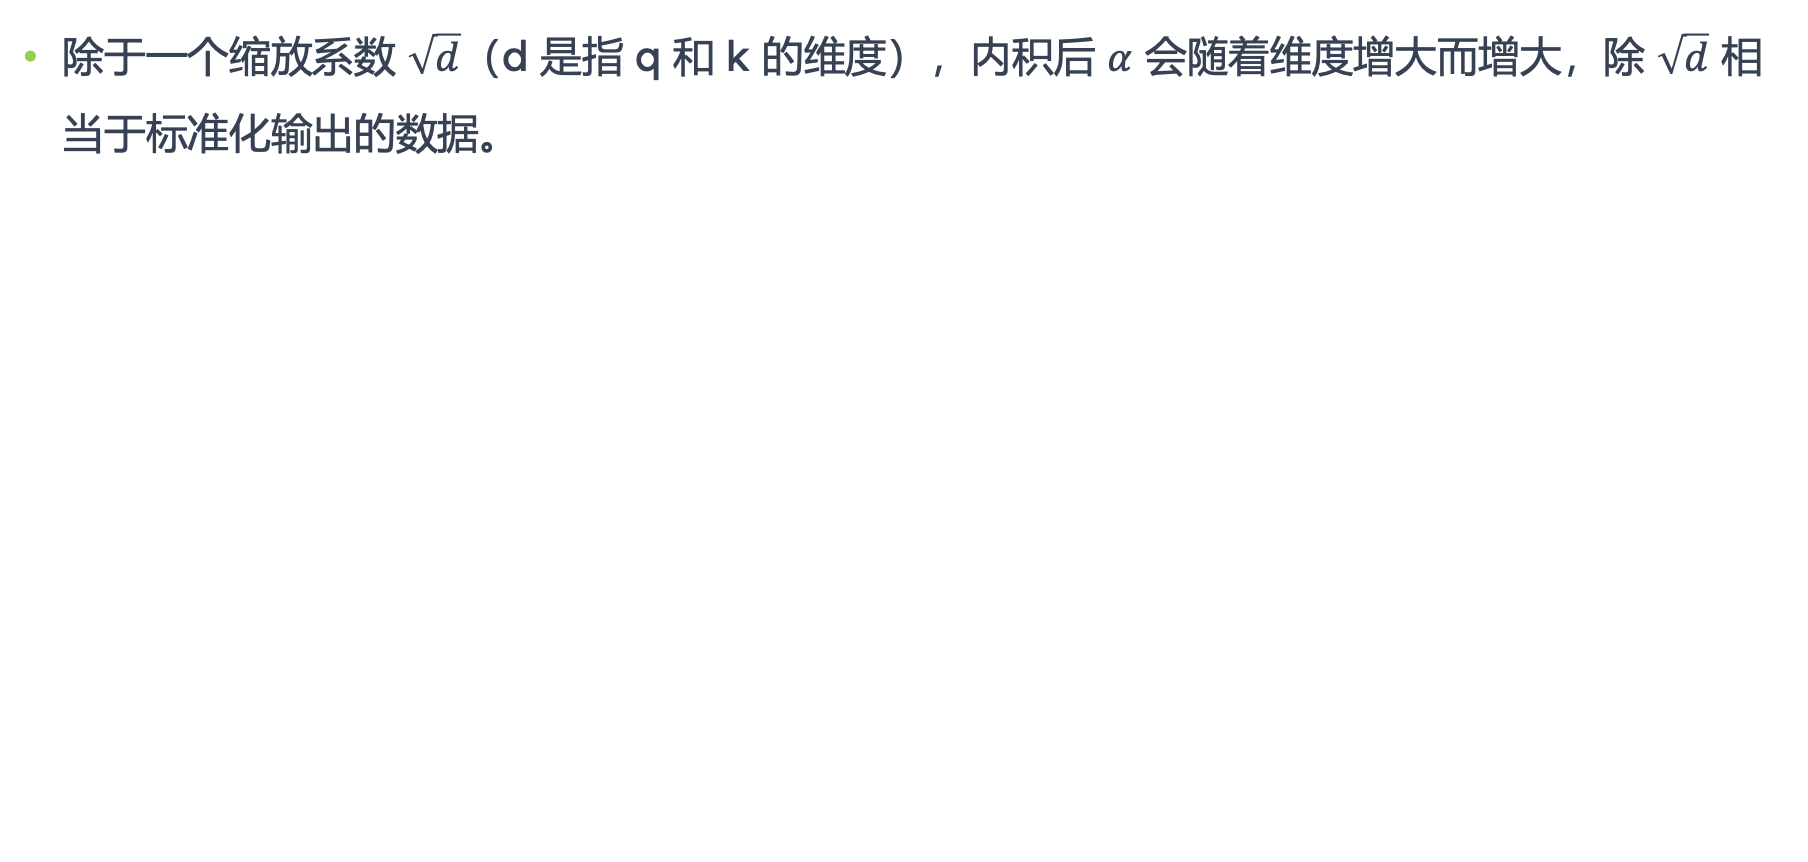 • 除于一个缩放系数 √d（d 是指 q 和 k 的维度），内积后 α 会随着维度增大而增大，除 √d 相
当于标准化输出的数据。